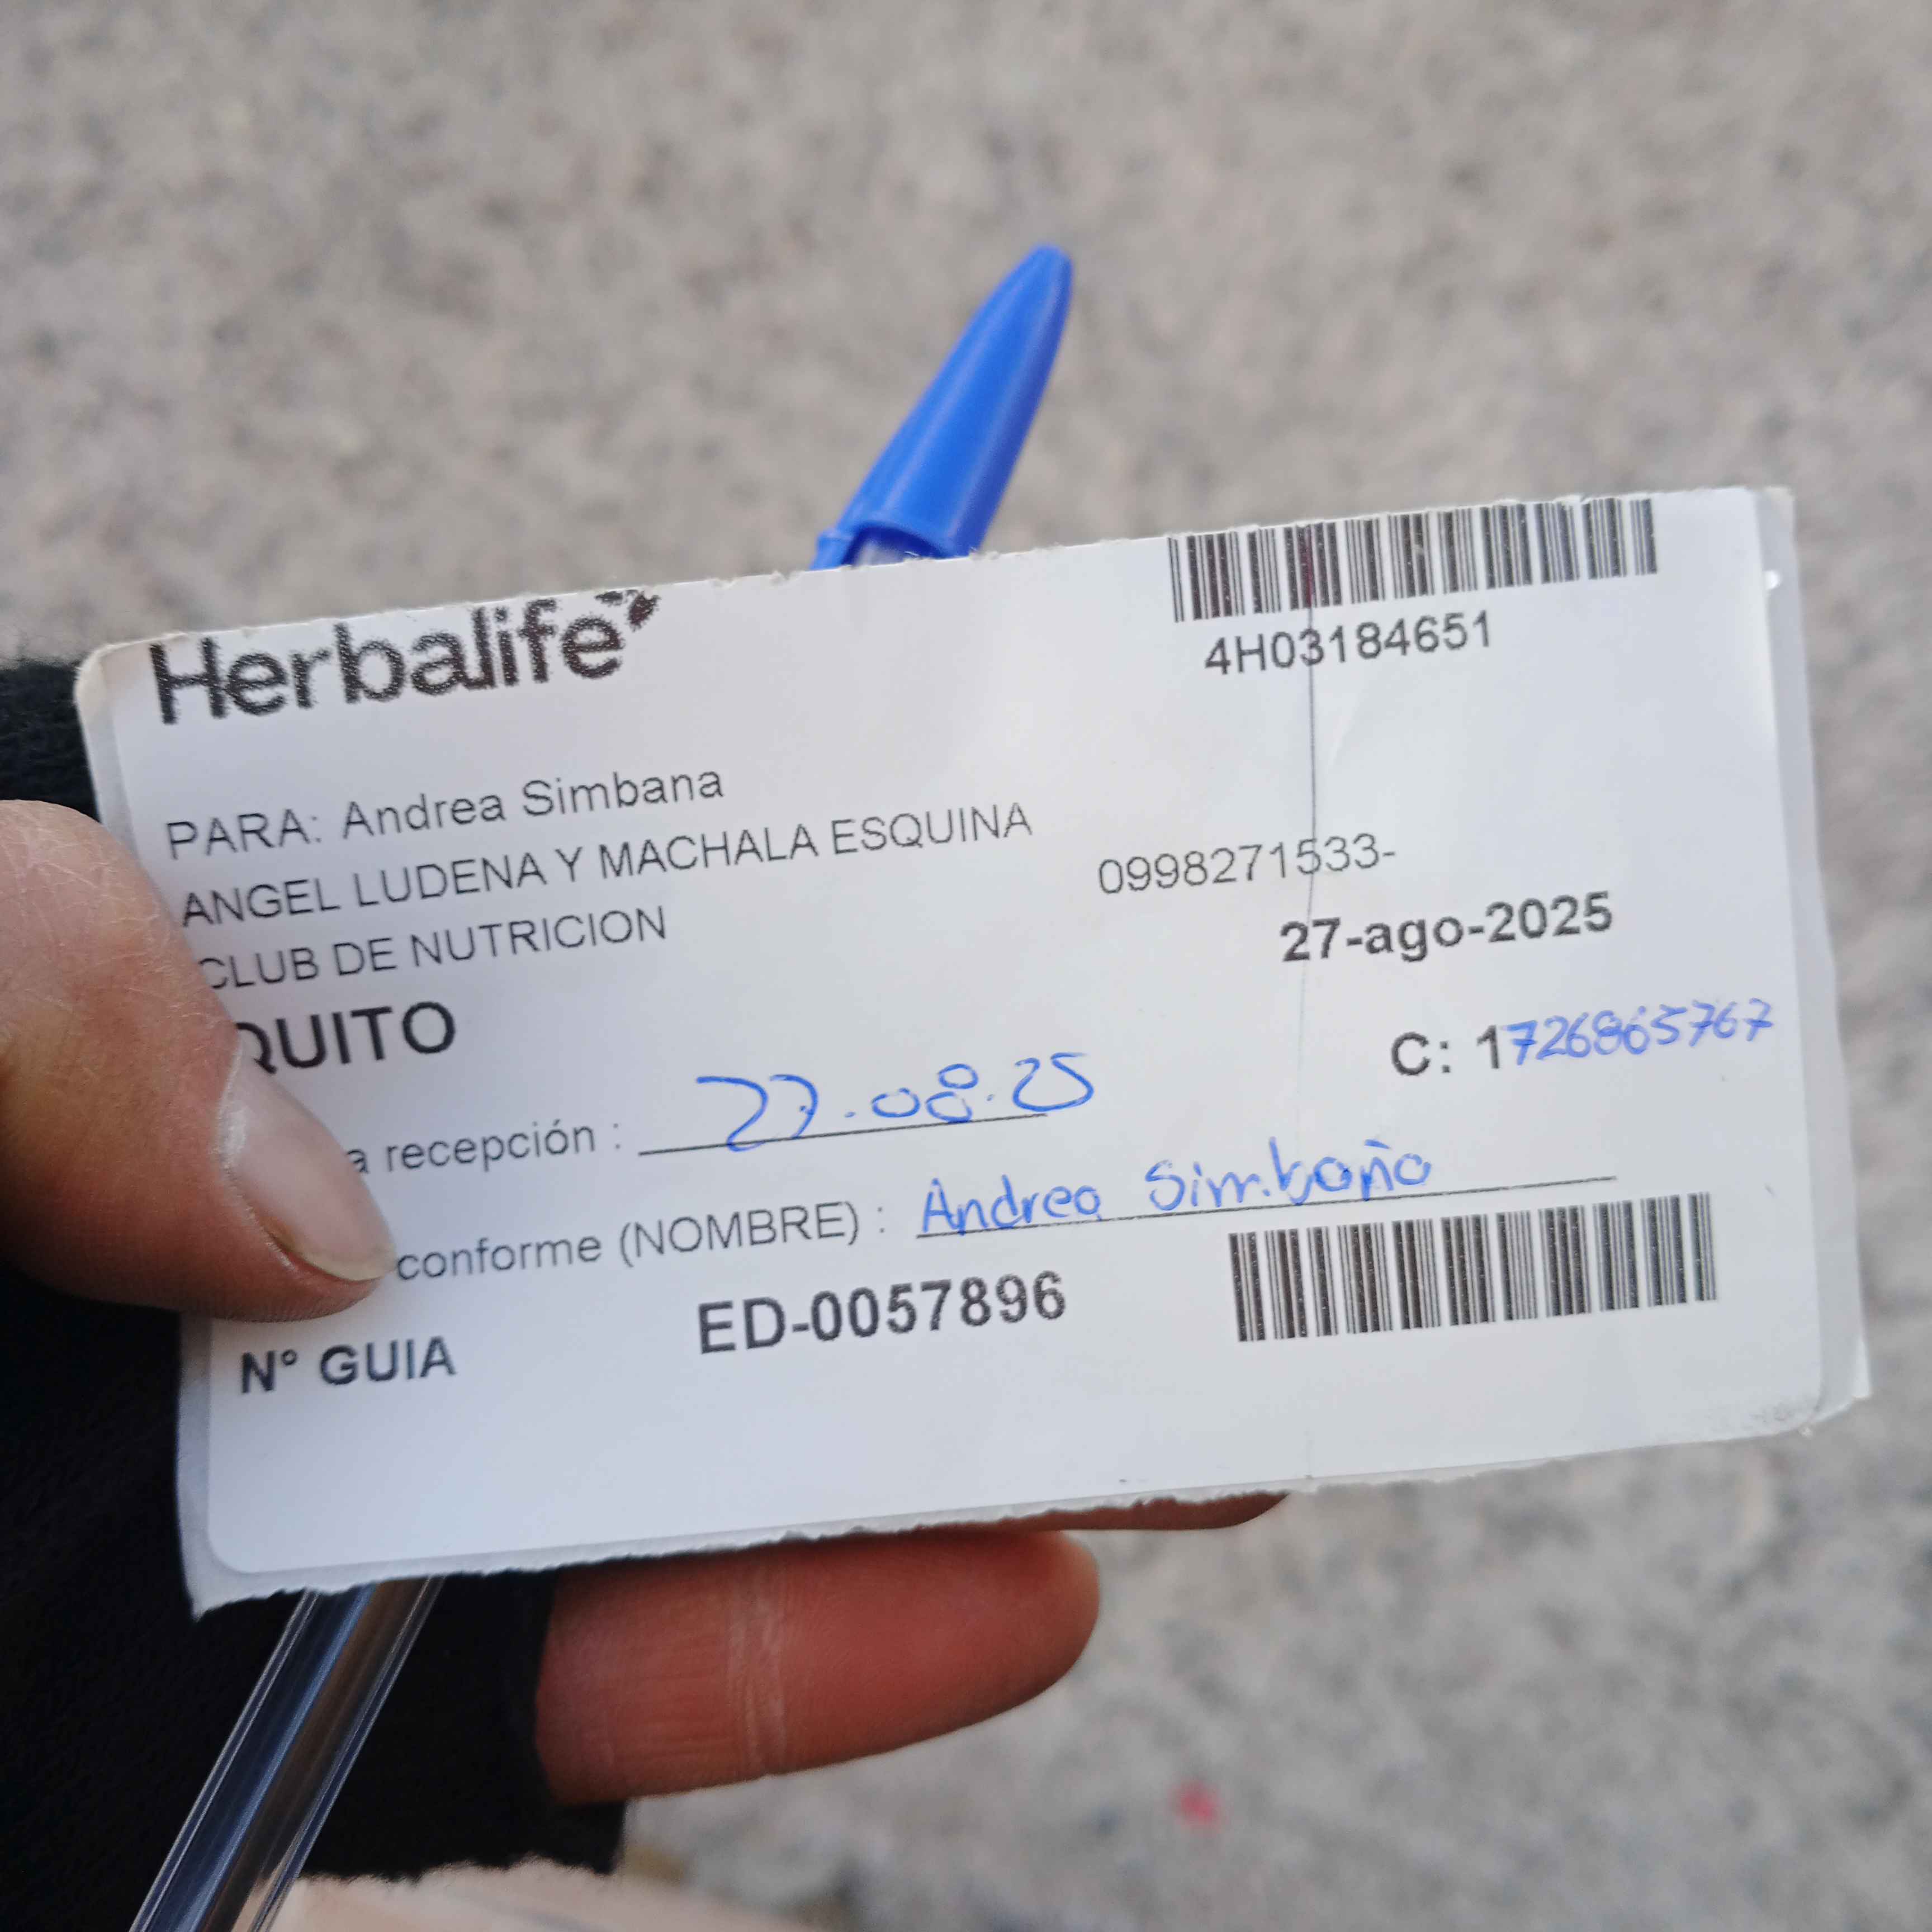 Herbalife
4H03184651
PARA: Andrea Simbana
ANGEL LUDENA Y MACHALA ESQUINA
0998271533-
CLUB DE NUTRICION
27-ago-2025
QUITO
C: 1726865767
a recepción : 27.08.25
conforme (NOMBRE) : Andrea Simbaña
N° GUIA ED-0057896